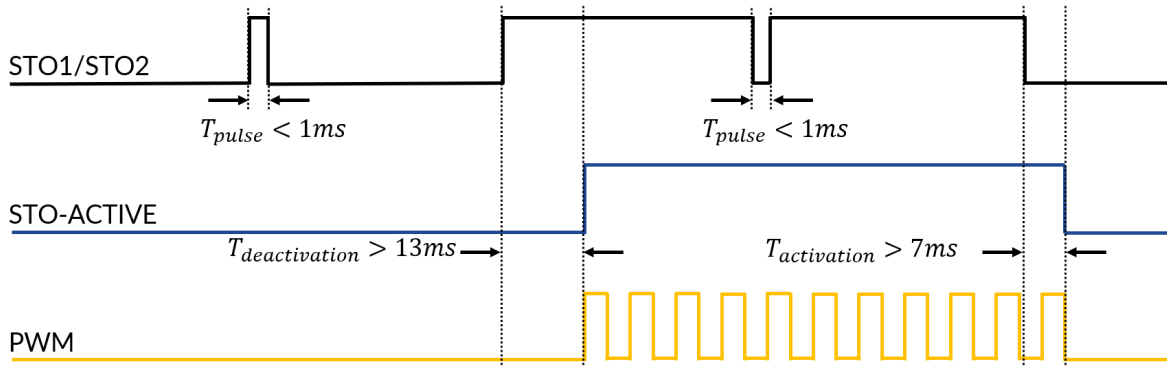 STO1/STO2
T_pulse < 1ms
T_pulse < 1ms
STO-ACTIVE
T_deactivation > 13ms
T_activation > 7ms
PWM